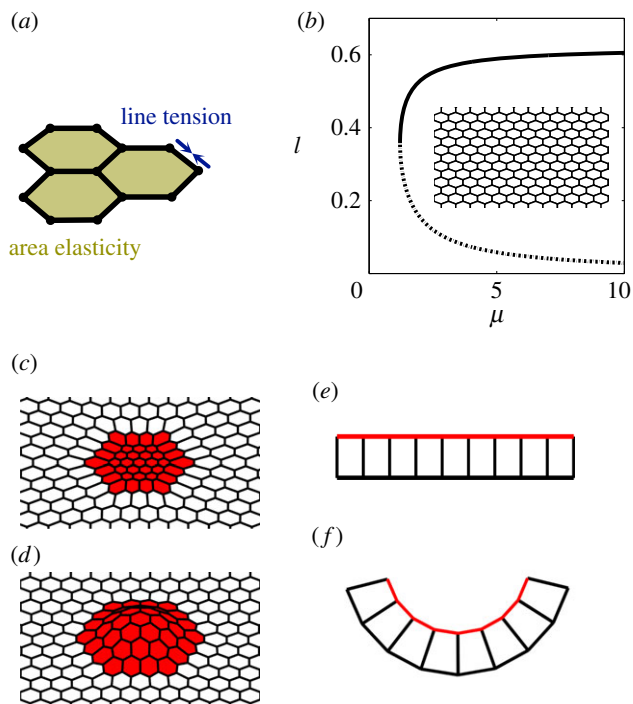 (a)
line tension
area elasticity
(b)
0.6
0.4
l
0.2
0
5
10
μ
(c)
(d)
(e)
(f)